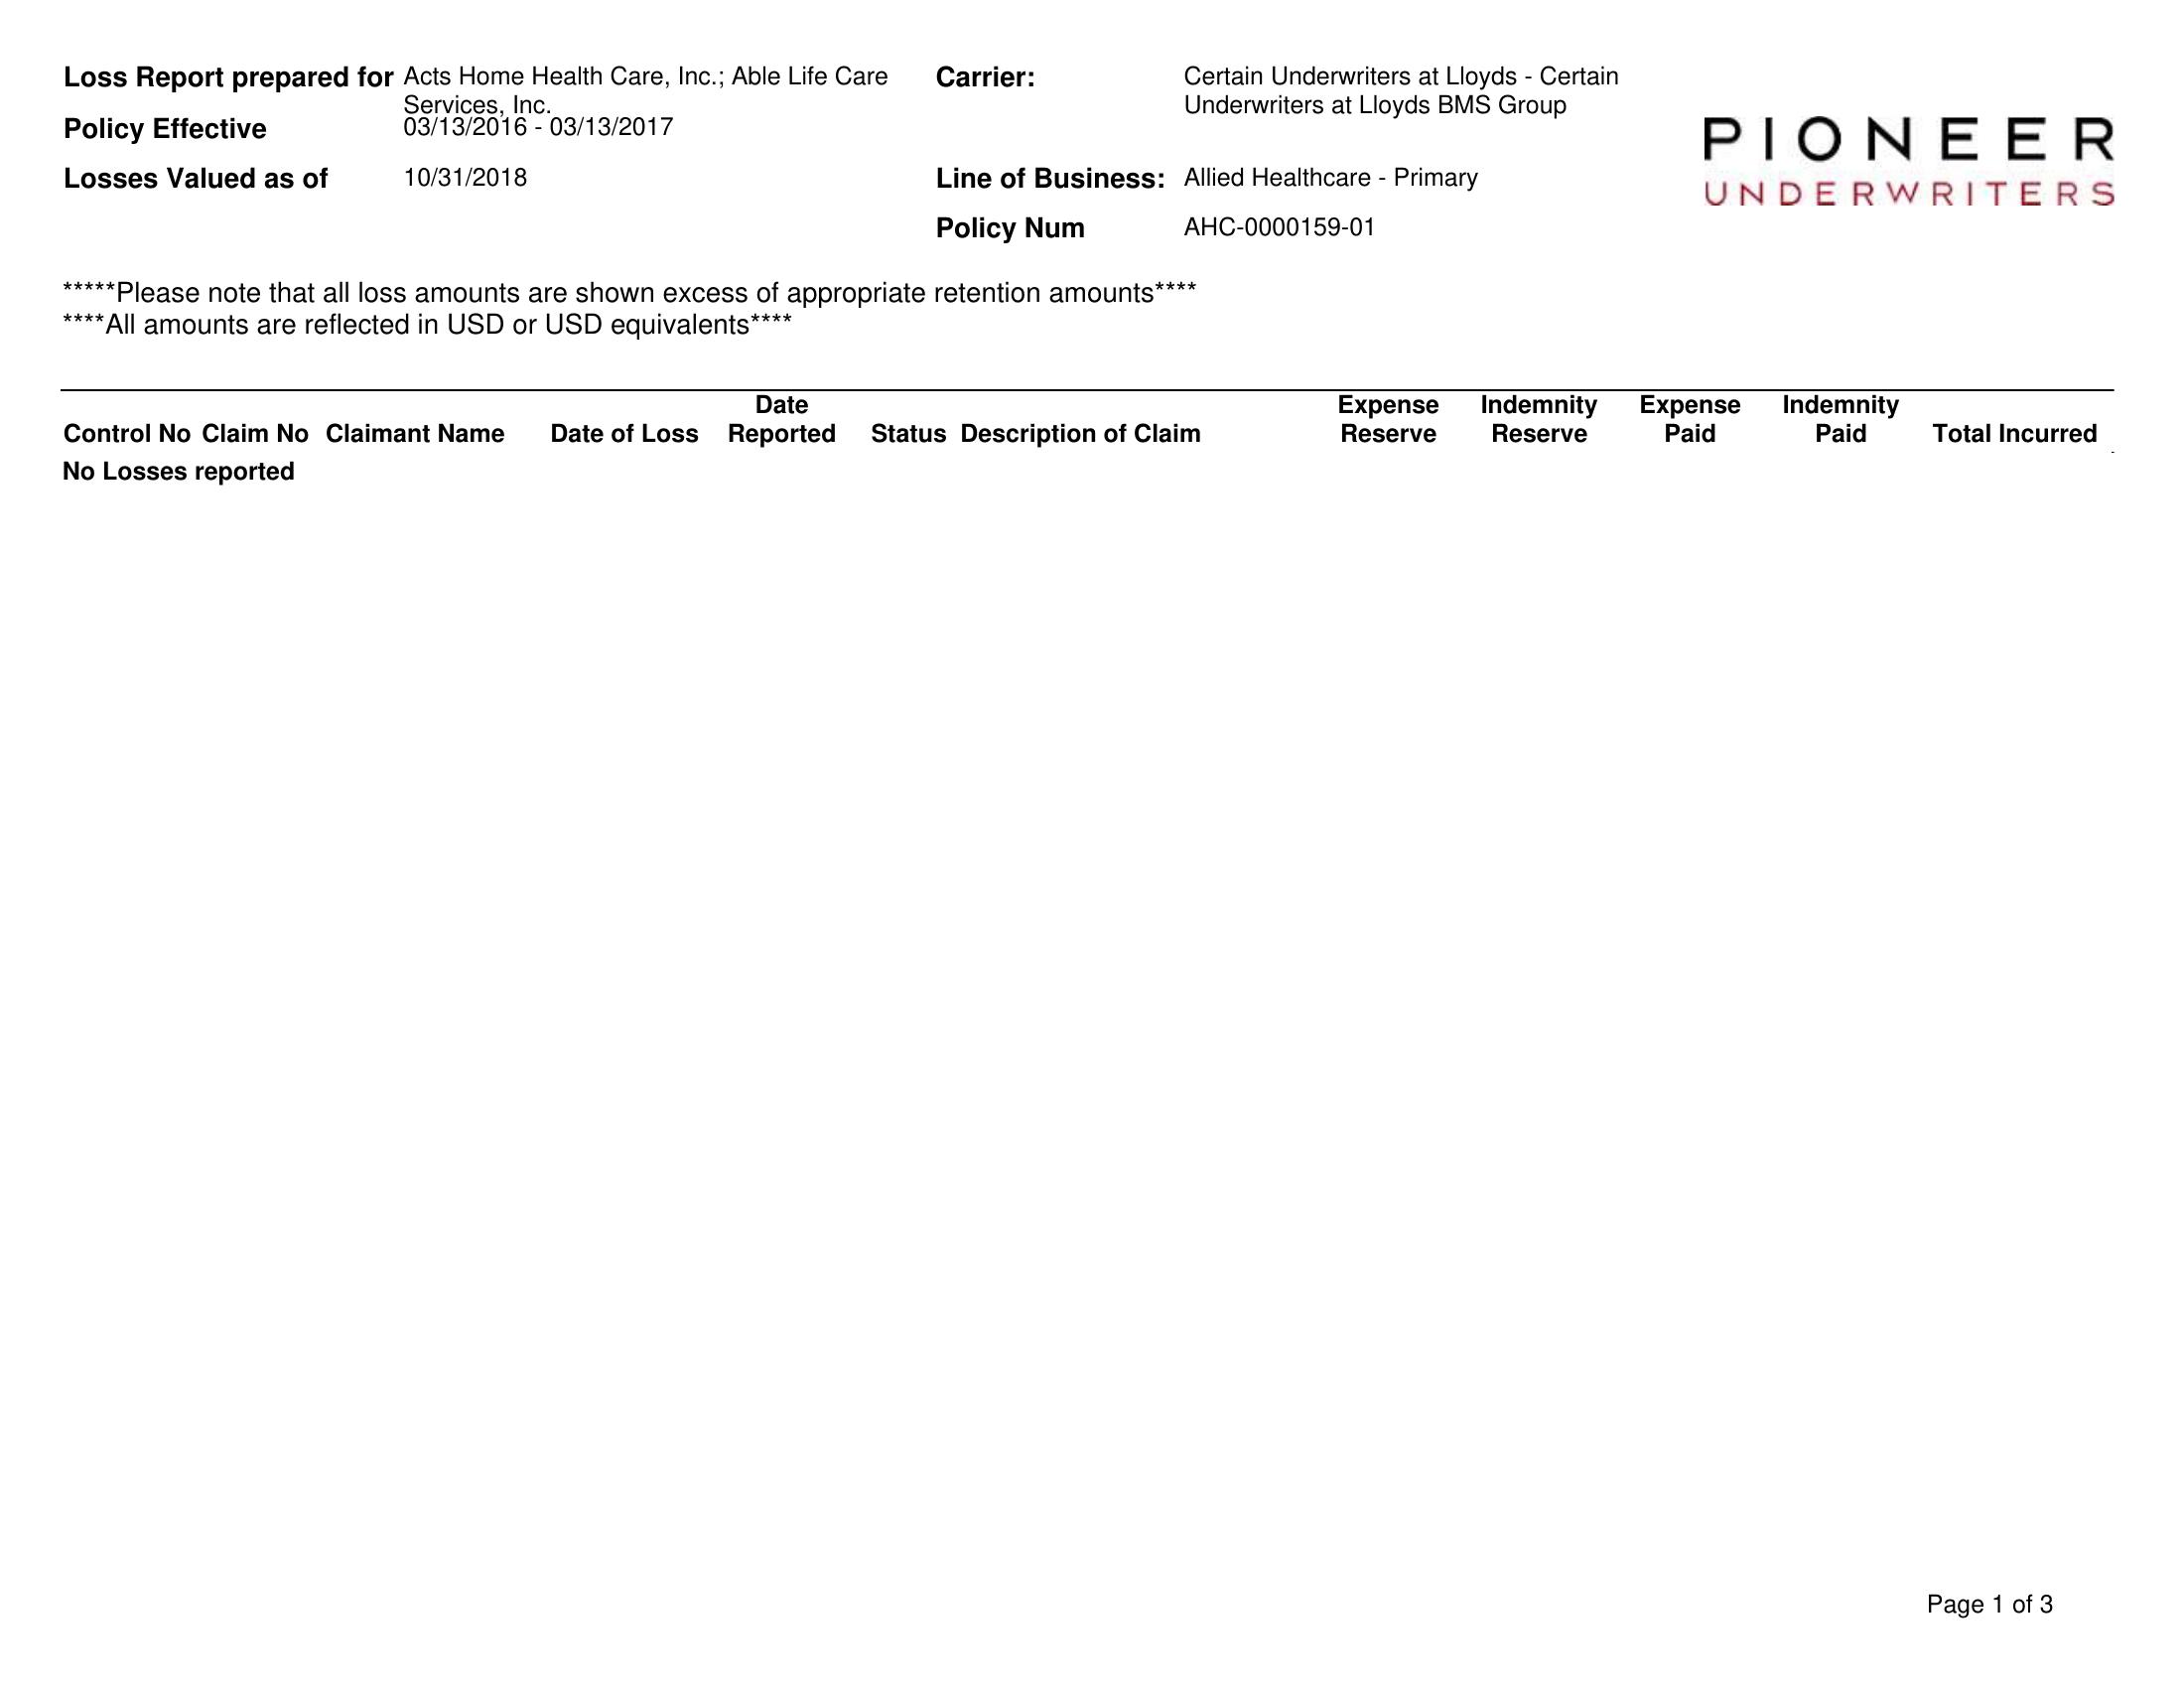 Loss Report prepared for Acts Home Health Care, Inc.; Able Life Care Services, Inc.
Policy Effective 03/13/2016 - 03/13/2017
Losses Valued as of 10/31/2018
Carrier: Certain Underwriters at Lloyds - Certain
Underwriters at Lloyds BMS Group
Line of Business: Allied Healthcare - Primary
Policy Num AHC-0000159-01
PIONEER
UNDERWRITERS
*****Please note that all loss amounts are shown excess of appropriate retention amounts****
****All amounts are reflected in USD or USD equivalents****
Control No Claim No Claimant Name Date of Loss Date Reported Status Description of Claim Expense Reserve Indemnity Reserve Expense Paid Indemnity Paid Total Incurred
No Losses reported
Page 1 of 3